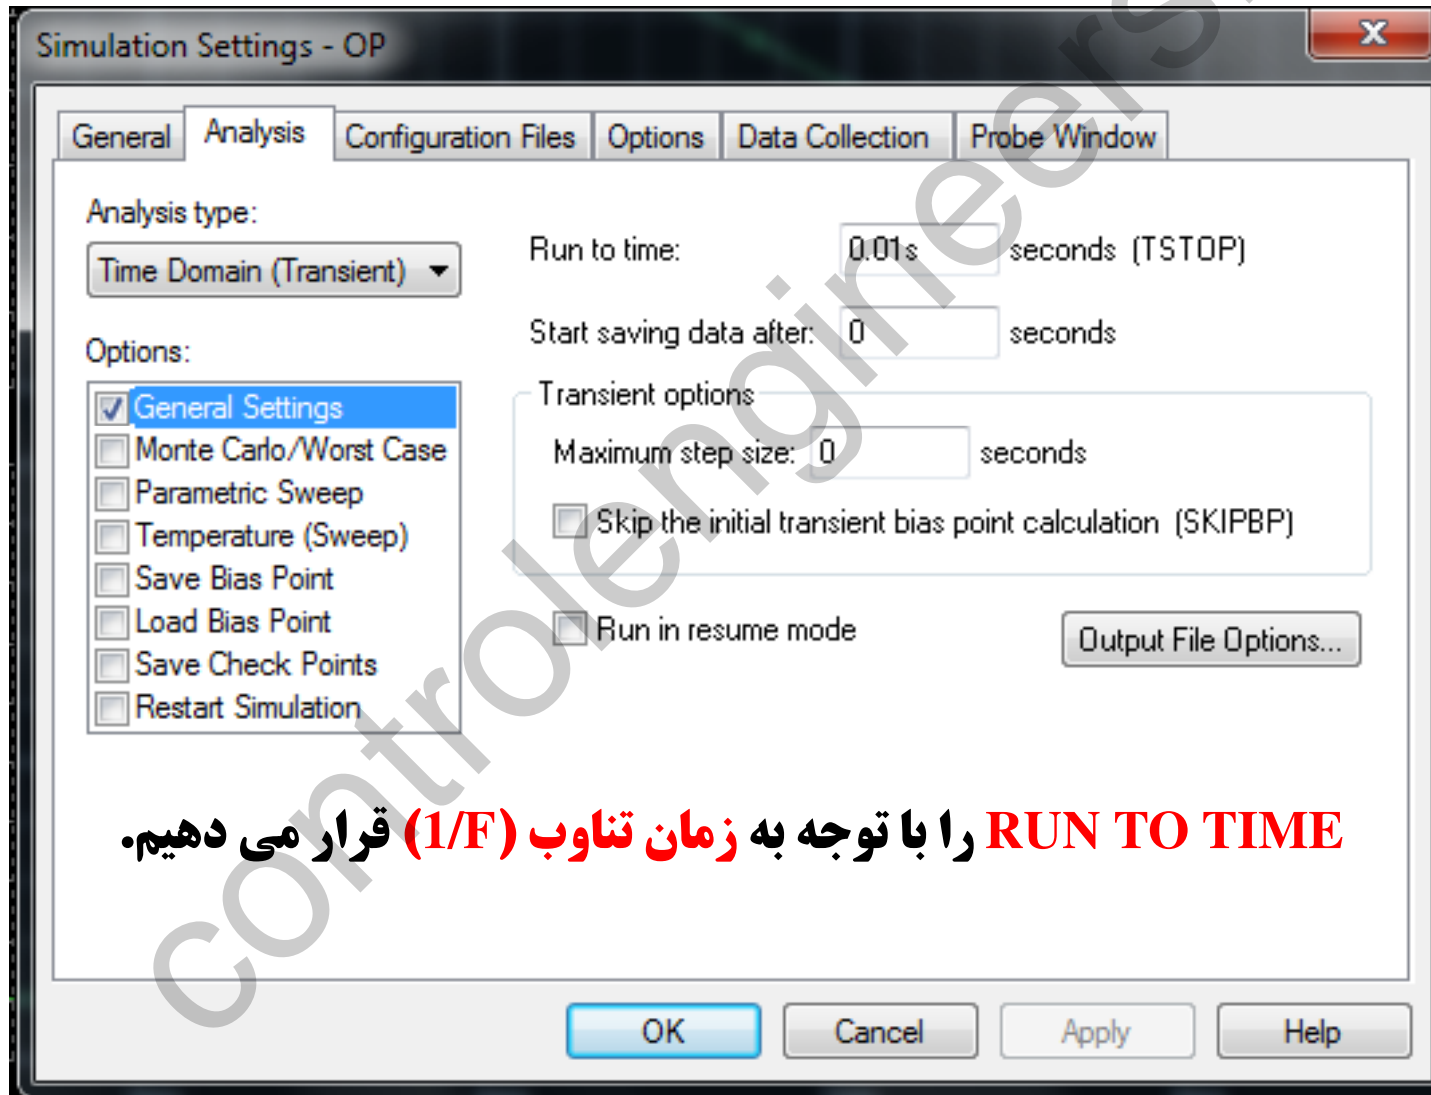 Simulation Settings - OP
General Analysis Configuration Files Options Data Collection Probe Window
Analysis type:
Time Domain (Transient)
Options:
General Settings
Monte Carlo/Worst Case
Parametric Sweep
Temperature (Sweep)
Save Bias Point
Load Bias Point
Save Check Points
Restart Simulation
Run to time: 0.01s seconds (TSTOP)
Start saving data after: 0 seconds
Transient options
Maximum step size: 0 seconds
Skip the initial transient bias point calculation (SKIPBP)
Run in resume mode
Output File Options...
RUN TO TIME را با توجه به زمان تناوب (1/F) قرار می دهیم.
OK Cancel Apply Help
controlengineers